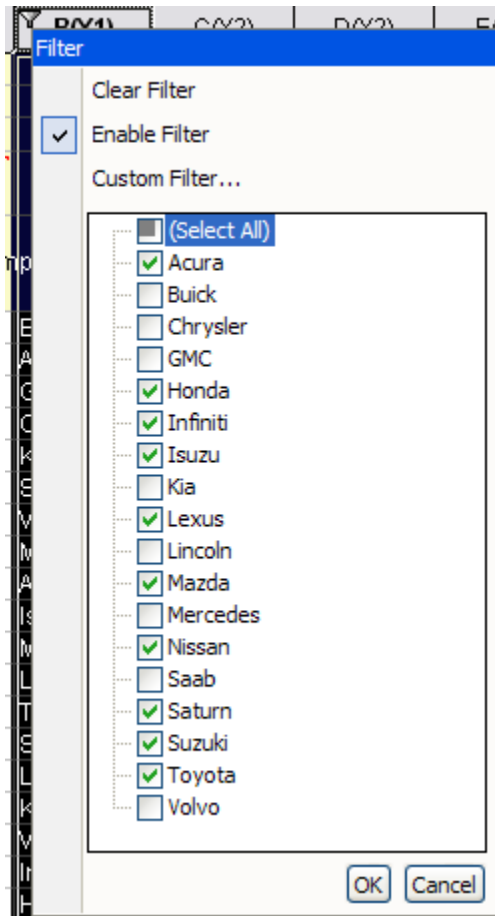 B(Y1) C(Y2) D(Y2)
Filter
Clear Filter
Enable Filter
Custom Filter...
(Select All)
Acura
Buick
Chrysler
GMC
Honda
Infiniti
Isuzu
Kia
Lexus
Lincoln
Mazda
Mercedes
Nissan
Saab
Saturn
Suzuki
Toyota
Volvo
OK Cancel